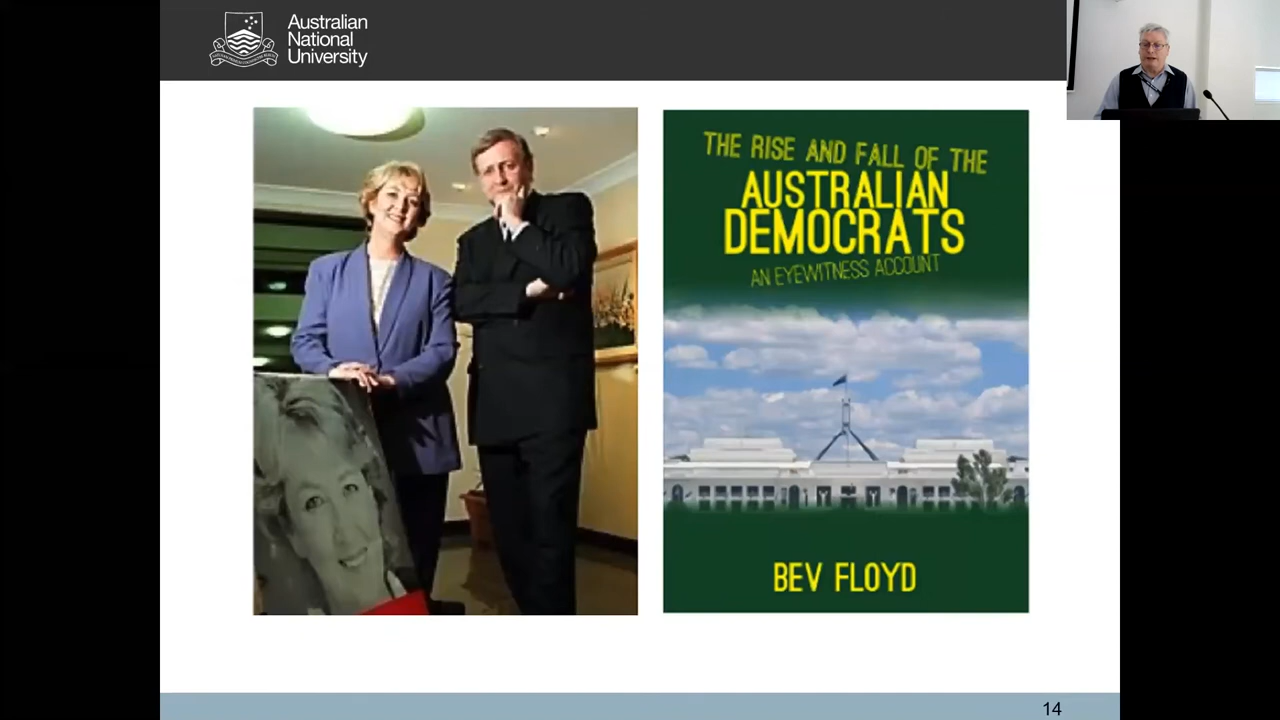 Australian
National
University
THE RISE AND FALL OF THE
AUSTRALIAN
DEMOCRATS
AN EYEWITNESS ACCOUNT
BEV FLOYD
14